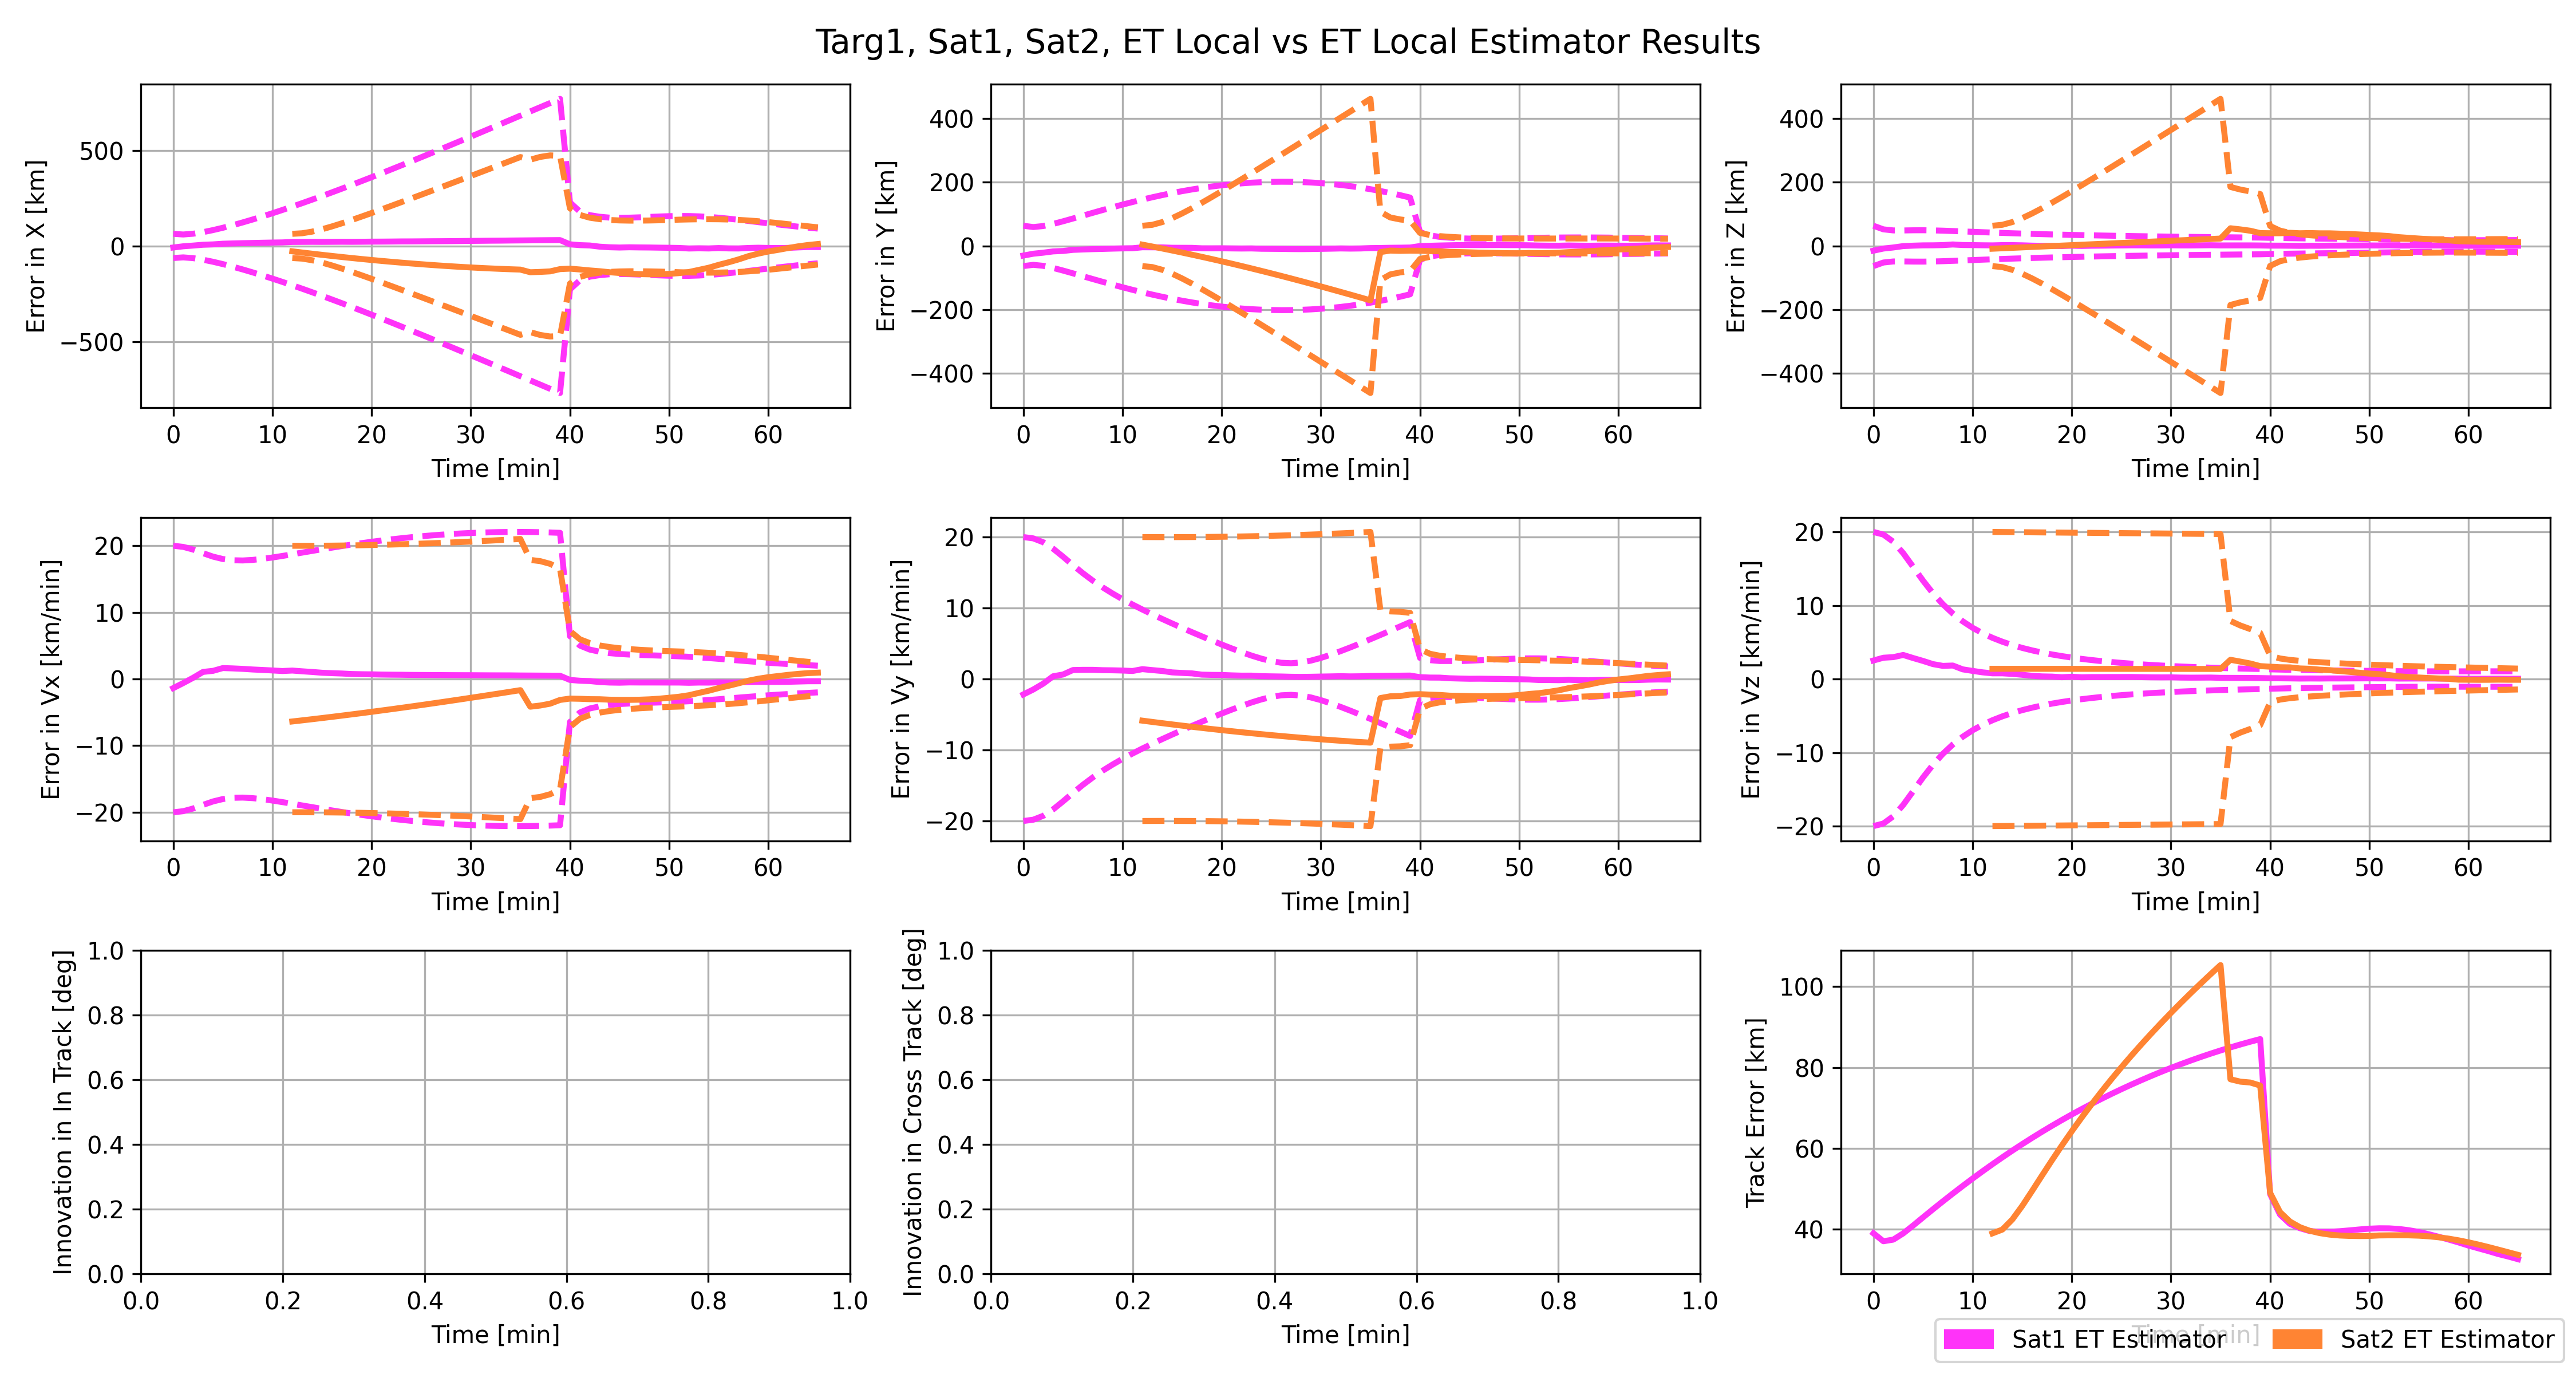 Targ1, Sat1, Sat2, ET Local vs ET Local Estimator Results
Error in X [km]
500
0
−500
0 10 20 30 40 50 60
Time [min]
Error in Y [km]
400
200
0
−200
−400
0 10 20 30 40 50 60
Time [min]
Error in Z [km]
400
200
0
−200
−400
0 10 20 30 40 50 60
Time [min]
Error in Vx [km/min]
20
10
0
−10
−20
0 10 20 30 40 50 60
Time [min]
Error in Vy [km/min]
20
10
0
−10
−20
0 10 20 30 40 50 60
Time [min]
Error in Vz [km/min]
20
10
0
−10
−20
0 10 20 30 40 50 60
Time [min]
Innovation in In Track [deg]
1.0
0.8
0.6
0.4
0.2
0.0
0.0 0.2 0.4 0.6 0.8 1.0
Time [min]
Innovation in Cross Track [deg]
1.0
0.8
0.6
0.4
0.2
0.0
0.0 0.2 0.4 0.6 0.8 1.0
Time [min]
Track Error [km]
100
80
60
40
0 10 20 30 40 50 60
Time [min]
Sat1 ET Estimator Sat2 ET Estimator